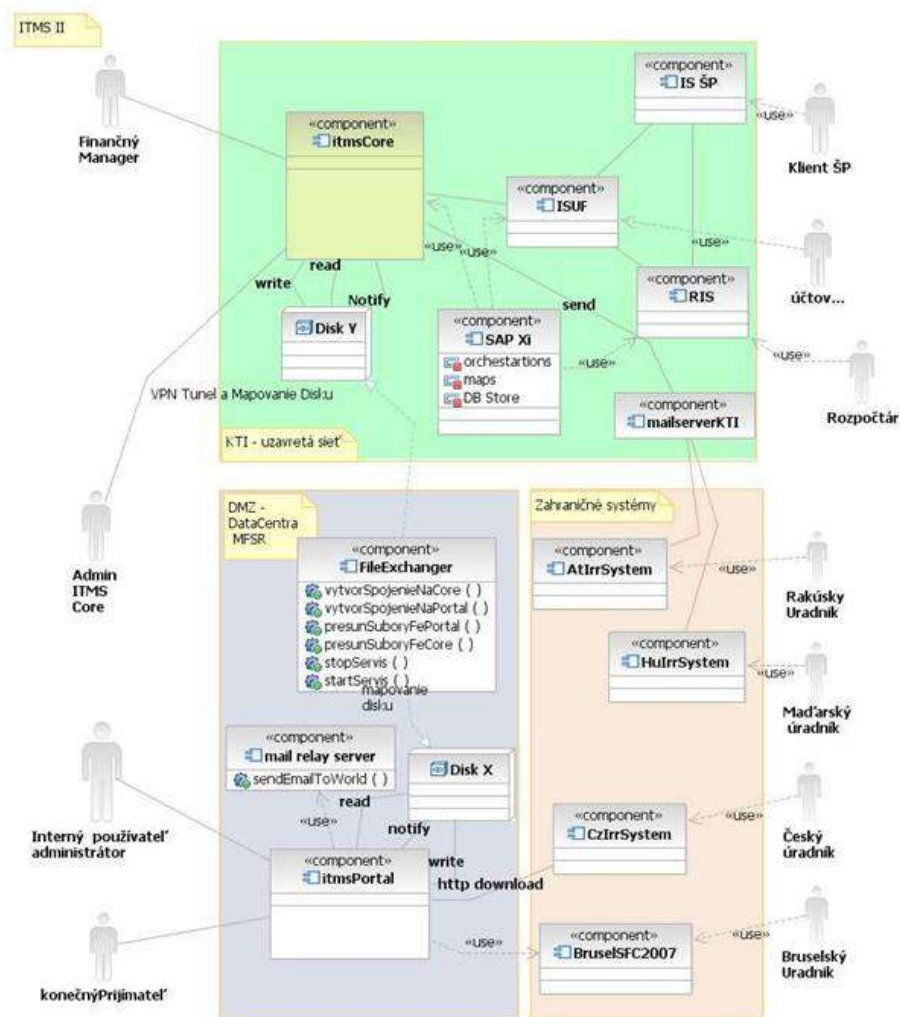 ITMS II
Finančný
Manager
«component»
itmsCore
«component»
IS ŠP
«use»
Klient ŠP
«component»
ISUF
«use»
«use»
«use»
účtov...
write
read
Notify
send
«component»
RIS
Disk Y
«component»
SAP Xi
orchestartions
maps
DB Store
«use»
«use»
Rozpočtár
VPN Tunel a Mapovanie Disku
«component»
mailserverKTI
KTI - uzavretá sieť
Admin
ITMS
Core
DMZ -
DataCentra
MFSR
Zahraničné systémy
«component»
FileExchanger
vytvorSpojenieNaCore ( )
vytvorSpojenieNaPortal ( )
presunSuboryFePortal ( )
presunSuboryFeCore ( )
stopServis ( )
startServis ( )
mapovanie
disku
«component»
AtIrrSystem
«use»
Rakúsky
Uradnik
«component»
HuIrrSystem
«use»
Maďarský
úradník
«component»
mail relay server
sendEmailToWorld ( )
Disk X
read
«use»
notify
write
http download
Interný používateľ
administrátor
«component»
itmsPortal
«component»
CzIrrSystem
«use»
Český
úradník
konečnýPrijímateľ
«use»
«component»
BruselSFC2007
«use»
Bruselský
Uradnik